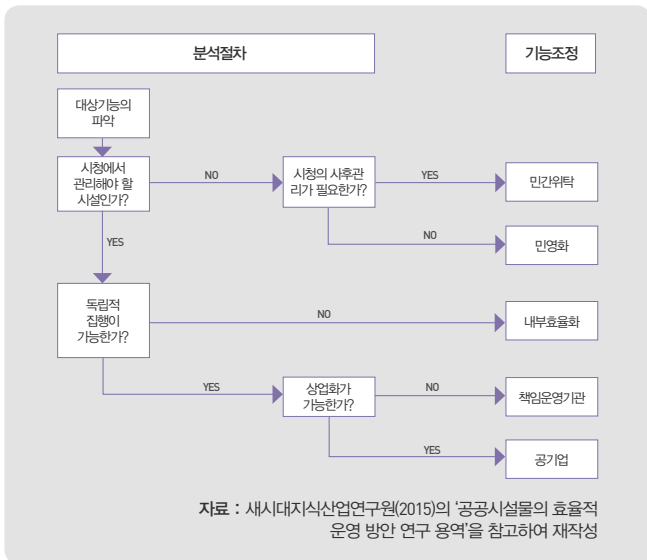 분석절차
기능조정
대상기능의
파악
시청에서
관리해야 할
시설인가?
NO
시청의 사후관
리가 필요한가?
YES
민간위탁
NO
민영화
YES
독립적
집행이
가능한가?
NO
내부효율화
YES
상업화가
가능한가?
NO
책임운영기관
YES
공기업
자료 : 새시대지식산업연구원(2015)의 ‘공공시설물의 효율적
운영 방안 연구 용역’을 참고하여 재작성